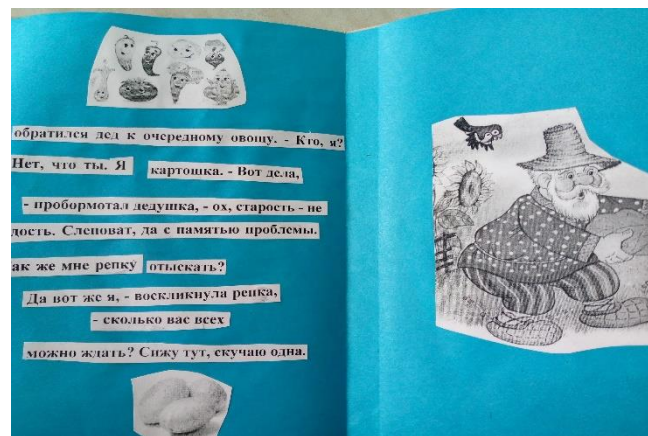 обратился дед к очередному овощу. - Кто, я?
Нет, что ты. Я картошка. - Вот дела,
- пробормотал дедушка, - ох, старость - не
дость. Слеповат, да с памятью проблемы.
ак же мне репку отыскать?
Да вот же я, - воскликнула репка,
- сколько вас всех
можно ждать? Сижу тут, скучаю одна.